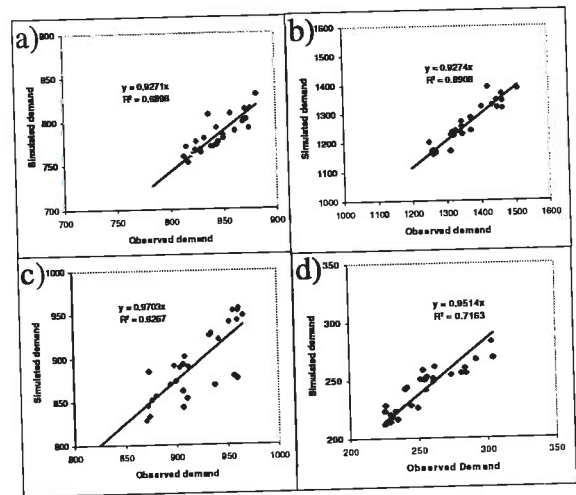 a)
900
850
800
750
700
Simulated demand
y = 0,9271x
R² = 0,6898
700 750 800 850 900
Observed demand
b)
1600
1500
1400
1300
1200
1100
1000
Simulated demand
y = 0,9274x
R² = 0,8908
1000 1100 1200 1300 1400 1500 1600
Observed demand
c)
1000
950
900
850
800
Simulated demand
y = 0,9703x
R² = 0,6267
800 850 900 950 1000
Observed demand
d)
350
300
250
200
Simulated demand
y = 0,9514x
R² = 0,7163
200 250 300 350
Observed Demand